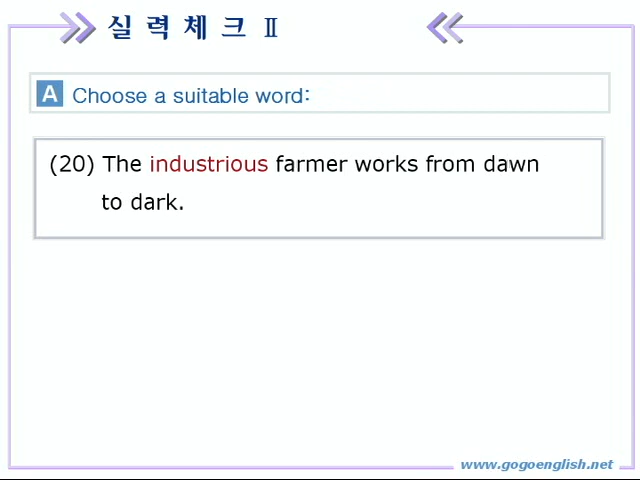 실 력 체 크 Ⅱ
A Choose a suitable word:
(20) The industrious farmer works from dawn
to dark.
www.gogoenglish.net